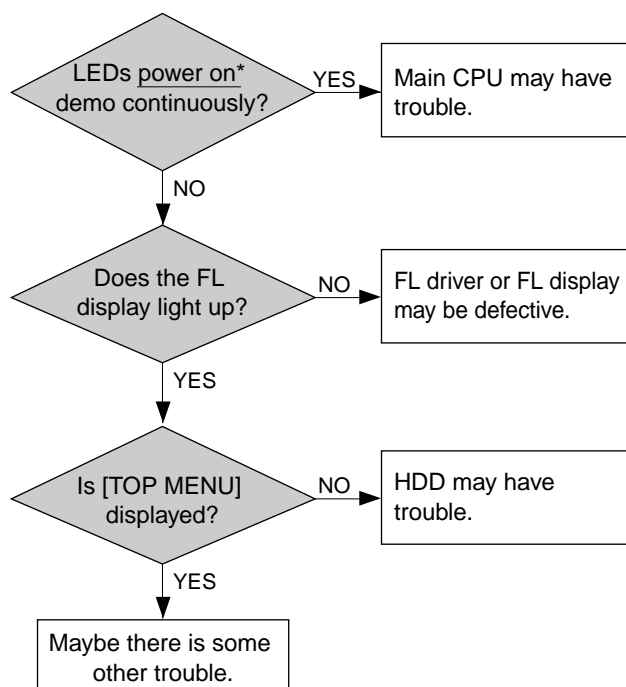 LEDs power on*
demo continuously?
YES
Main CPU may have
trouble.
NO
Does the FL
display light up?
NO
FL driver or FL display
may be defective.
YES
Is [TOP MENU]
displayed?
NO
HDD may have
trouble.
YES
Maybe there is some
other trouble.